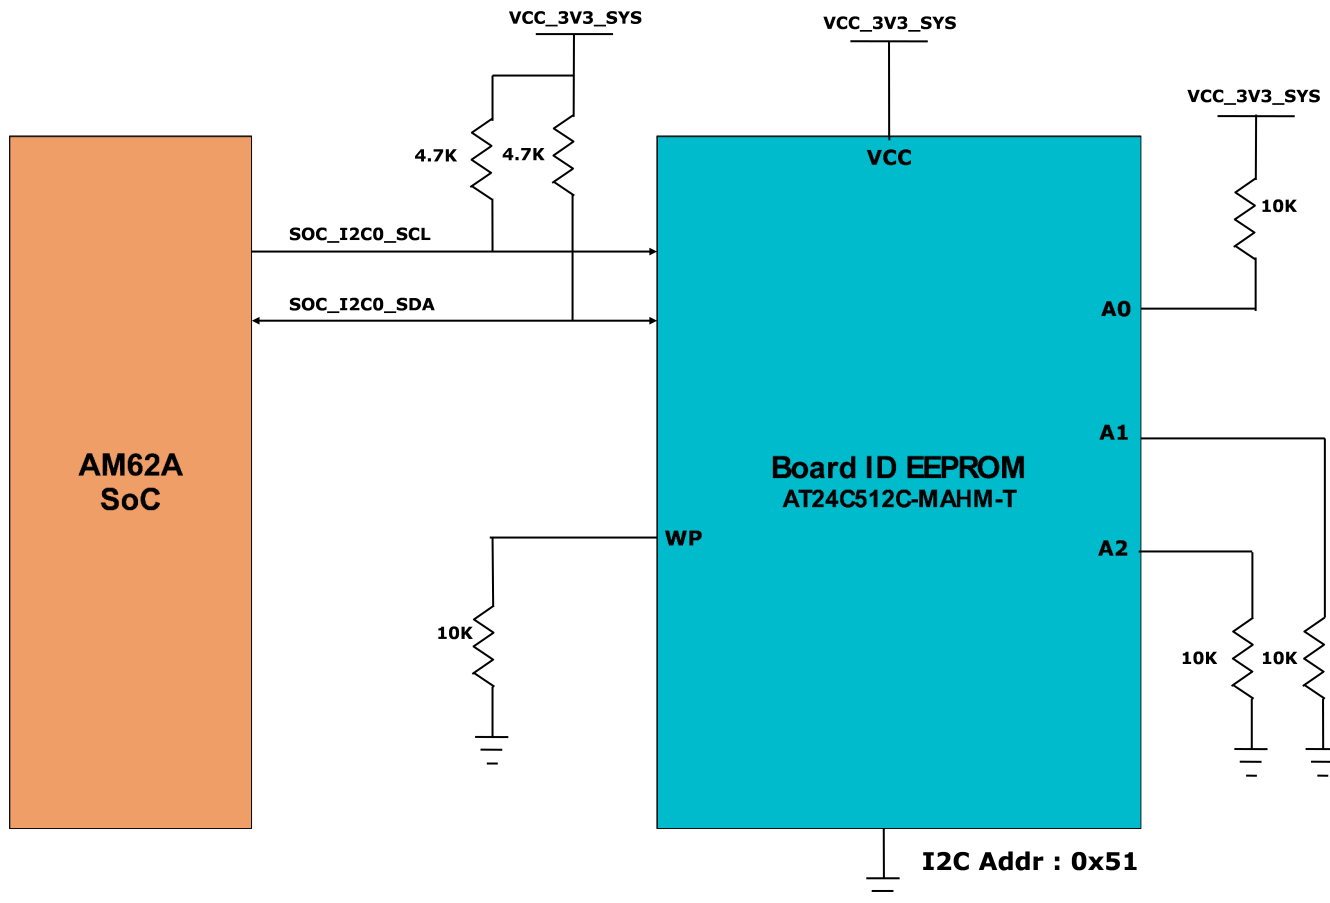 VCC_3V3_SYS
VCC_3V3_SYS
VCC_3V3_SYS
4.7K
4.7K
VCC
10K
SOC_I2C0_SCL
SOC_I2C0_SDA
A0
A1
AM62A
SoC
Board ID EEPROM
AT24C512C-MAHM-T
WP
A2
10K
10K
10K
I2C Addr : 0x51